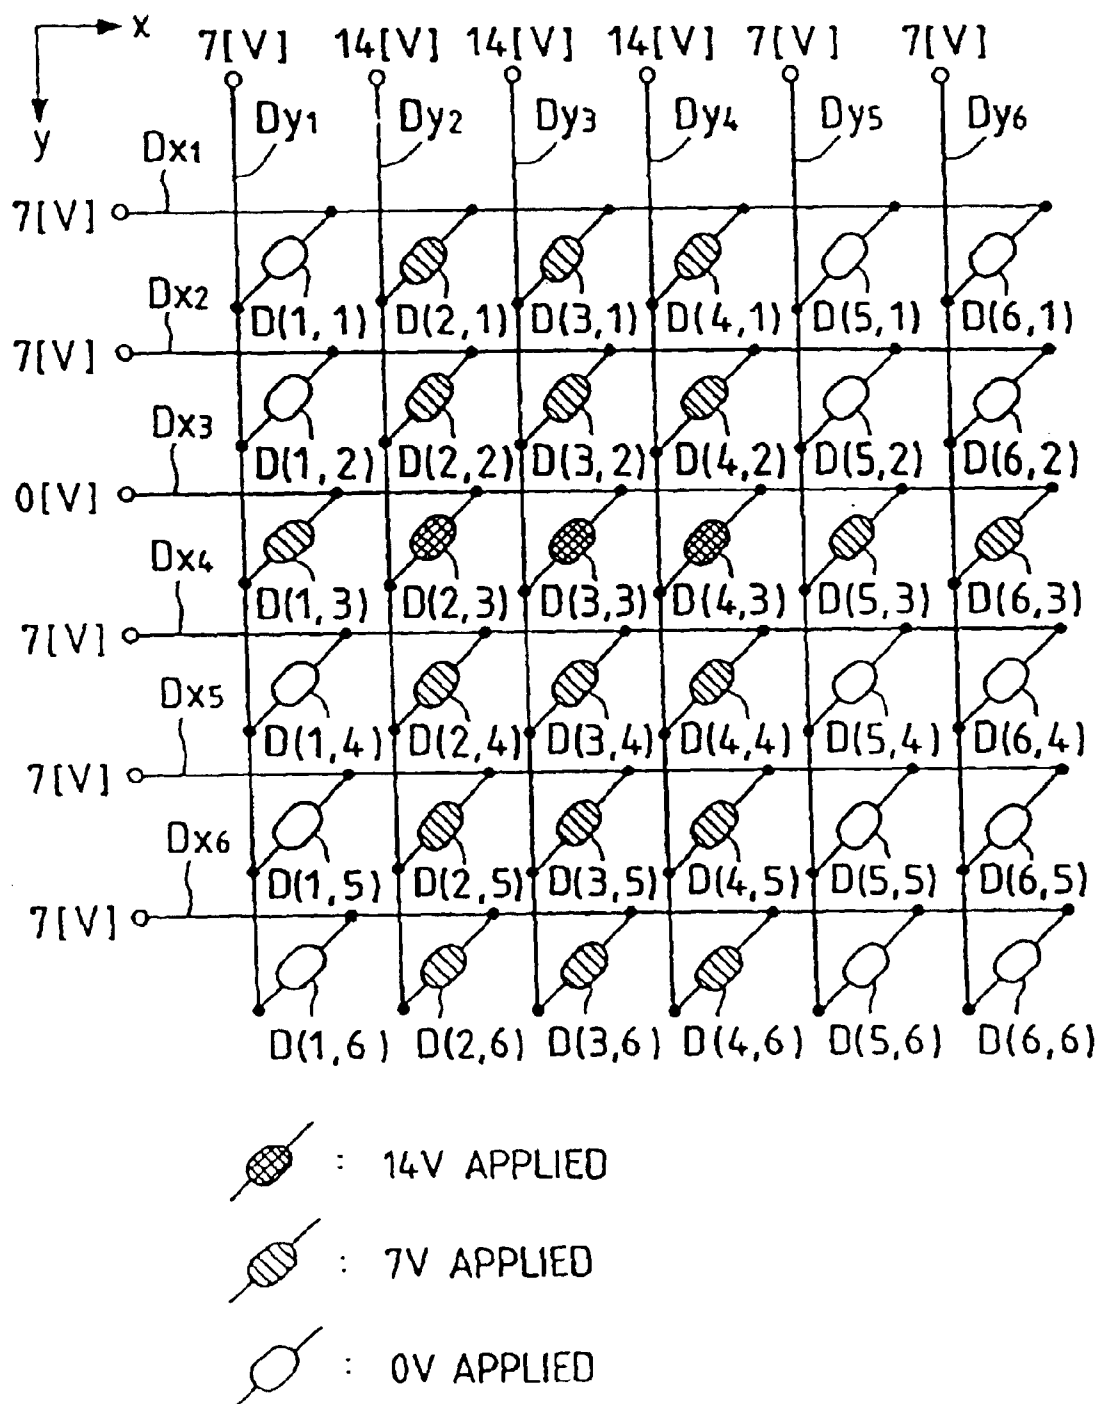 x
7[V] 14[V] 14[V] 14[V] 7[V] 7[V]
y
Dy1 Dy2 Dy3 Dy4 Dy5 Dy6
Dx1
7[V]
D(1,1) D(2,1) D(3,1) D(4,1) D(5,1) D(6,1)
Dx2
7[V]
D(1,2) D(2,2) D(3,2) D(4,2) D(5,2) D(6,2)
Dx3
0[V]
D(1,3) D(2,3) D(3,3) D(4,3) D(5,3) D(6,3)
Dx4
7[V]
D(1,4) D(2,4) D(3,4) D(4,4) D(5,4) D(6,4)
Dx5
7[V]
D(1,5) D(2,5) D(3,5) D(4,5) D(5,5) D(6,5)
Dx6
7[V]
D(1,6) D(2,6) D(3,6) D(4,6) D(5,6) D(6,6)
: 14V APPLIED
: 7V APPLIED
: 0V APPLIED